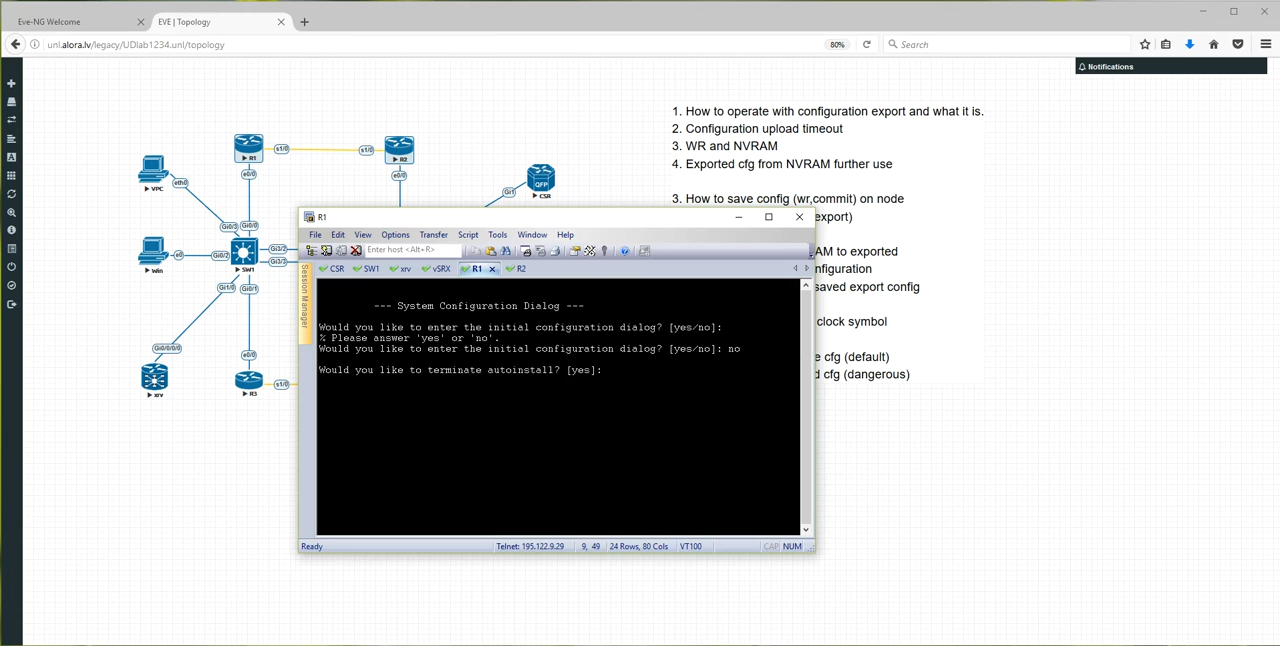 Eve-NG Welcome
EVE | Topology
unl.alora.lv/legacy/UDlab1234.unl/topology
80%
Search
Notifications
1. How to operate with configuration export and what it is.
2. Configuration upload timeout
3. WR and NVRAM
4. Exported cfg from NVRAM further use
3. How to save config (wr,commit) on node
export)
AM to exported
nfiguration
saved export config
clock symbol
e cfg (default)
d cfg (dangerous)
R1
s1/0
s1/0
R2
e0/0
e0/0
VPC
eth0
Gi1
CSR
Gi0/3
Gi0/0
win
e0
Gi0/2
SW1
Gi3/2
Gi3/3
Gi1/0
Gi0/1
Gi0/0/0/0
xrv
e0/0
R3
s1/0
R1
File Edit View Options Transfer Script Tools Window Help
Enter host <Alt+R>
CSR SW1 xrv vSRX R1 R2
Session Manager
--- System Configuration Dialog ---
Would you like to enter the initial configuration dialog? [yes/no]:
% Please answer 'yes' or 'no'.
Would you like to enter the initial configuration dialog? [yes/no]: no
Would you like to terminate autoinstall? [yes]:
Ready
Telnet: 195.122.9.29
9, 49
24 Rows, 80 Cols
VT100
CAP NUM